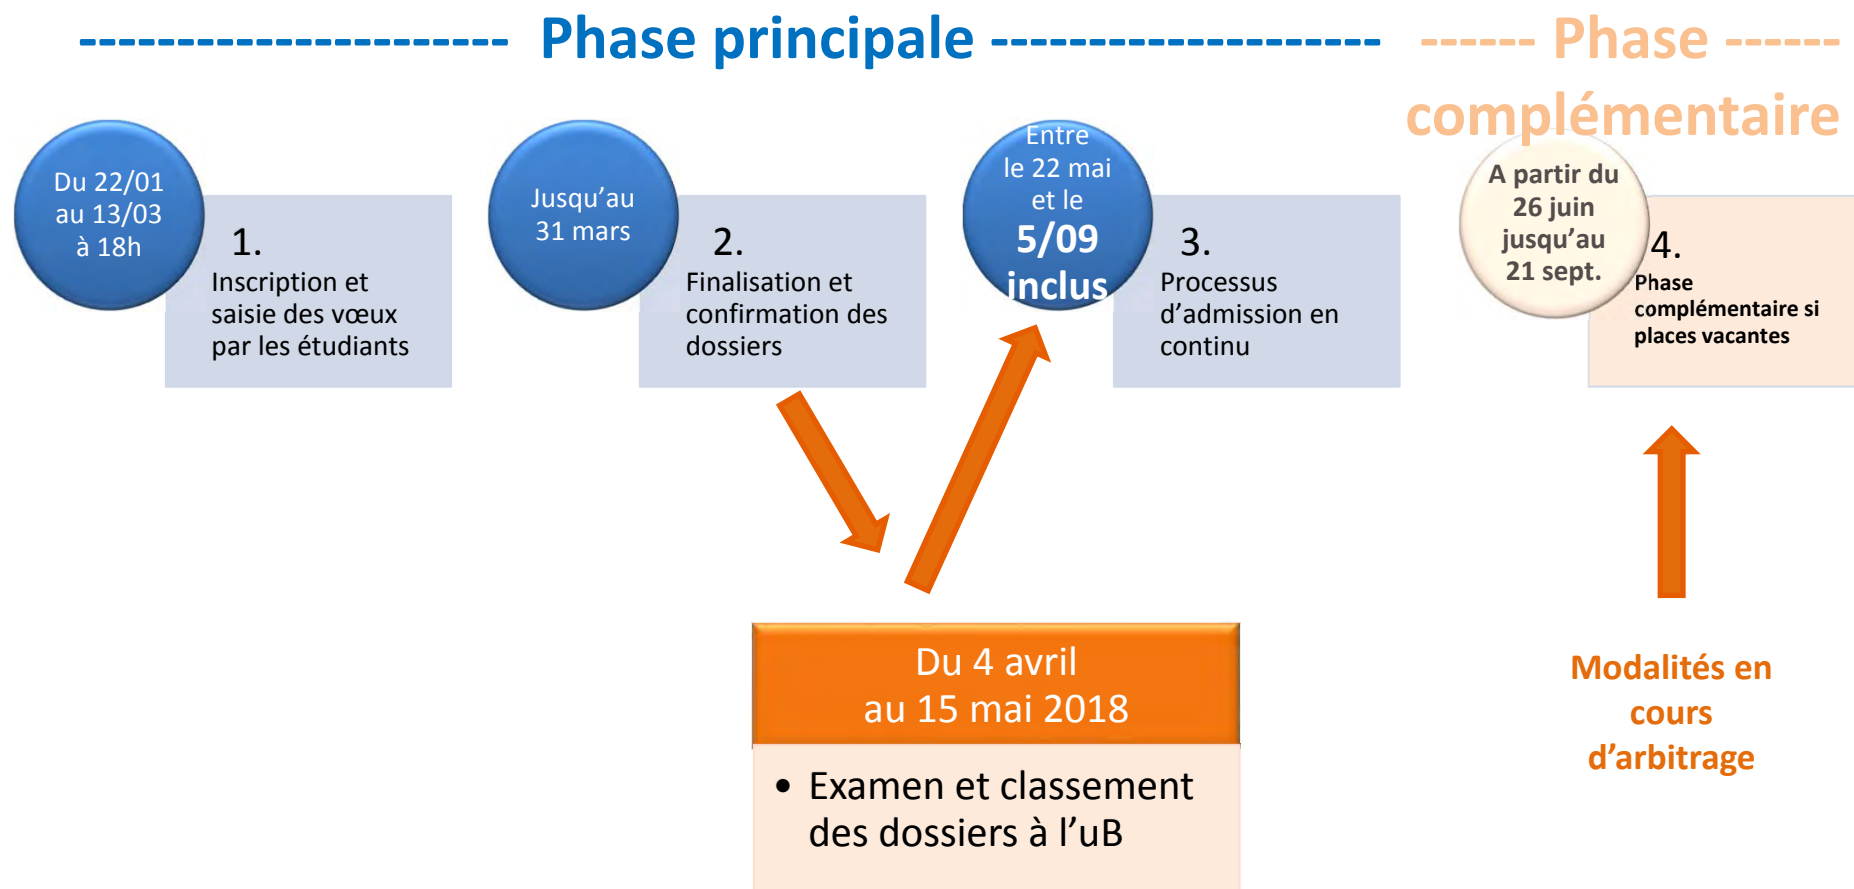 ---------------------- Phase principale --------------------
------ Phase ------
complémentaire
Du 22/01
au 13/03
à 18h
1.
Inscription et
saisie des vœux
par les étudiants
Jusqu’au
31 mars
2.
Finalisation et
confirmation des
dossiers
Entre
le 22 mai
et le
5/09
inclus
3.
Processus
d’admission en
continu
A partir du
26 juin
jusqu’au
21 sept.
4.
Phase
complémentaire si
places vacantes
Du 4 avril
au 15 mai 2018
• Examen et classement
des dossiers à l’uB
Modalités en
cours
d’arbitrage